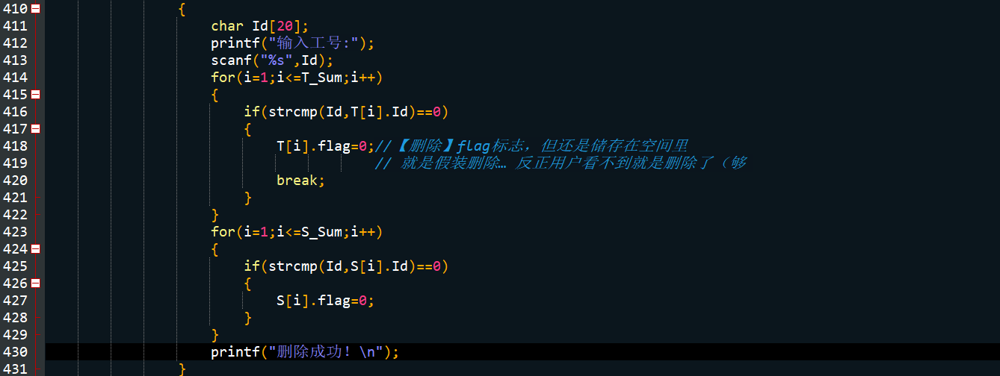 410 {
411 char Id[20];
412 printf("输入工号:");
413 scanf("%s",Id);
414 for(i=1;i<=T_Sum;i++)
415 {
416 if(strcmp(Id,T[i].Id)==0)
417 {
418 T[i].flag=0;//【删除】flag标志，但还是储存在空间里
419 // 就是假装删除… 反正用户看不到就是删除了（够
420 break;
421 }
422 }
423 for(i=1;i<=S_Sum;i++)
424 {
425 if(strcmp(Id,S[i].Id)==0)
426 {
427 S[i].flag=0;
428 }
429 }
430 printf("删除成功！\n");
431 }